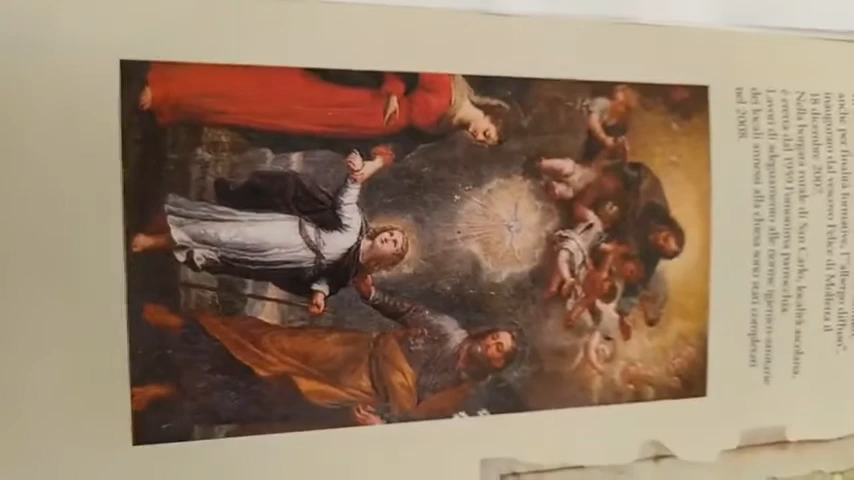 anche per finalità formative, l'"albergo diffuso",
inaugurato dal vescovo Felice di Molfetta il
18 dicembre 2007.
Nella borgata rurale di San Carlo, località ascolana,
è eretta dal 1959 l'omonima parrocchia.
Lavori di adeguamento alle norme igienico-sanitarie
dei locali annessi alla chiesa sono stati completati
nel 2008.